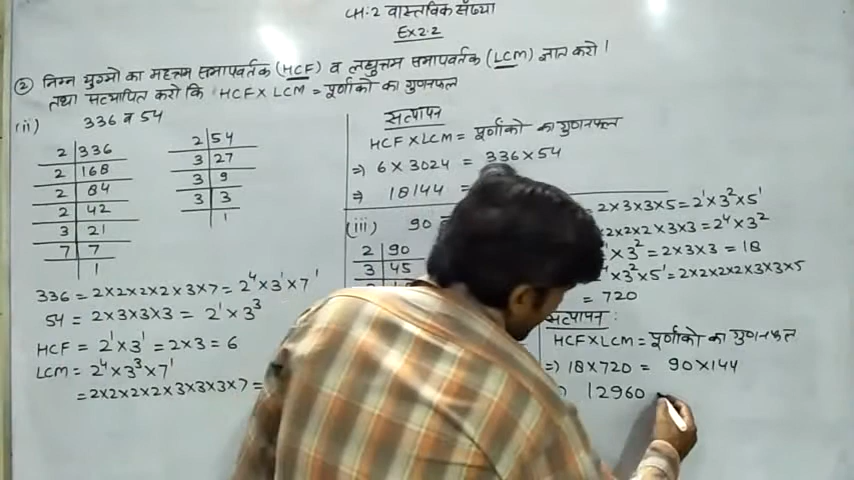 CH:2 वास्तविक संख्या
Ex2.2
② निम्न युग्मो का महत्तम समापवर्तक (HCF) व लघुत्तम समापवर्तक (LCM) ज्ञात करो।
तथा सत्यापित करो कि HCF X LCM = पूर्णांको का गुणनफल
(ii) 336 व 54
2 | 336
2 | 168
2 | 84
2 | 42
3 | 21
7 | 7
1
2 | 54
3 | 27
3 | 9
3 | 3
1
336 = 2×2×2×2×3×7 = 2⁴×3¹×7¹
54 = 2×3×3×3 = 2¹×3³
HCF = 2¹×3¹ = 2×3 = 6
LCM = 2⁴×3³×7¹
= 2×2×2×2×3×3×3×7 =
सत्यापन
HCF×LCM = पूर्णांको का गुणनफल
⇒ 6×3024 = 336×54
⇒ 18144 =
(iii) 90
2 | 90
3 | 45
= 2×3×3×5 = 2¹×3²×5¹
×2×2×2×3×3 = 2⁴×3²
×3² = 2×3×3 = 18
×3²×5¹ = 2×2×2×2×3×3×5
= 720
सत्यापन :
HCF×LCM = पूर्णांको का गुणनफल
⇒ 18×720 = 90×144
12960